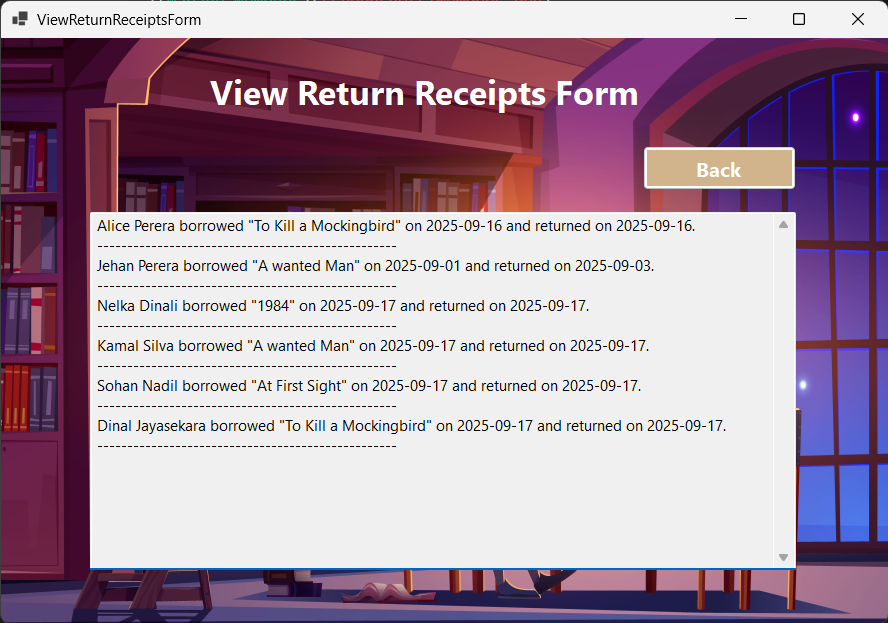 ViewReturnReceiptsForm
View Return Receipts Form
Back
Alice Perera borrowed "To Kill a Mockingbird" on 2025-09-16 and returned on 2025-09-16.
--------------------------------------------------
Jehan Perera borrowed "A wanted Man" on 2025-09-01 and returned on 2025-09-03.
--------------------------------------------------
Nelka Dinali borrowed "1984" on 2025-09-17 and returned on 2025-09-17.
--------------------------------------------------
Kamal Silva borrowed "A wanted Man" on 2025-09-17 and returned on 2025-09-17.
--------------------------------------------------
Sohan Nadil borrowed "At First Sight" on 2025-09-17 and returned on 2025-09-17.
--------------------------------------------------
Dinal Jayasekara borrowed "To Kill a Mockingbird" on 2025-09-17 and returned on 2025-09-17.
--------------------------------------------------